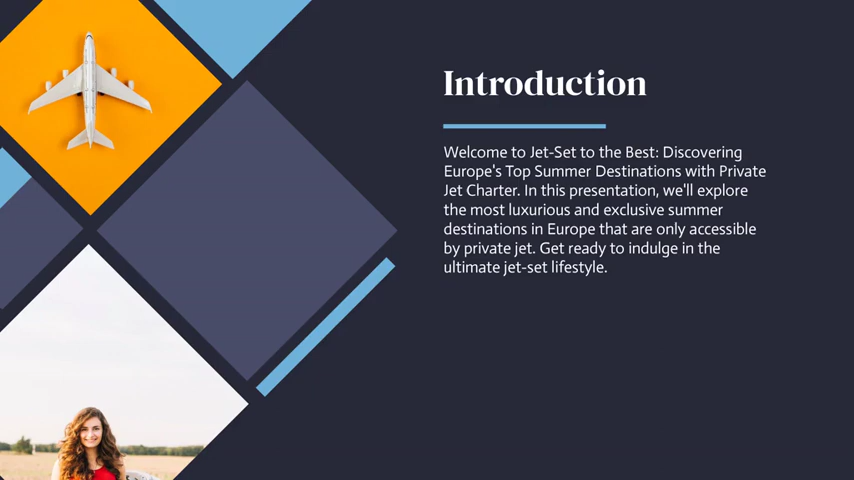 Introduction
Welcome to Jet-Set to the Best: Discovering
Europe's Top Summer Destinations with Private
Jet Charter. In this presentation, we'll explore
the most luxurious and exclusive summer
destinations in Europe that are only accessible
by private jet. Get ready to indulge in the
ultimate jet-set lifestyle.